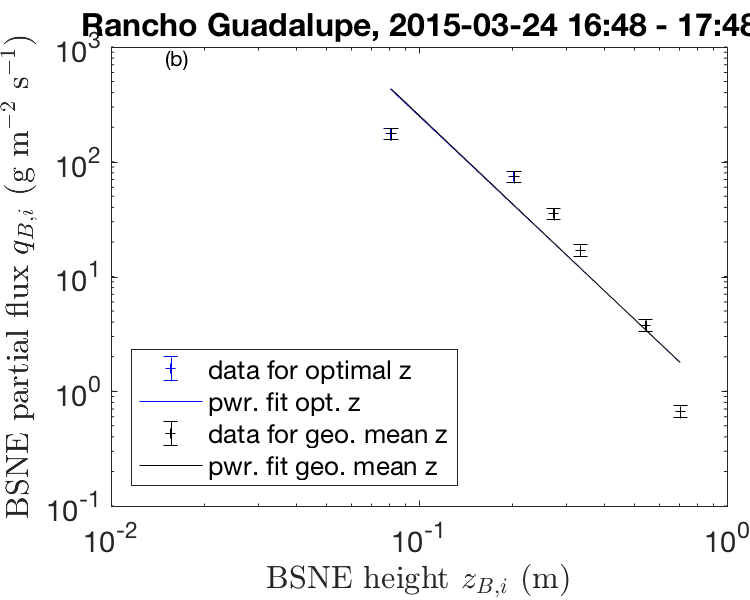 Rancho Guadalupe, 2015-03-24 16:48 - 17:48
(b)
10^3
10^2
10^1
10^0
10^-1
BSNE partial flux q_{B,i} (g m^{-2} s^{-1})
data for optimal z
pwr. fit opt. z
data for geo. mean z
pwr. fit geo. mean z
10^-2 10^-1 10^0
BSNE height z_{B,i} (m)